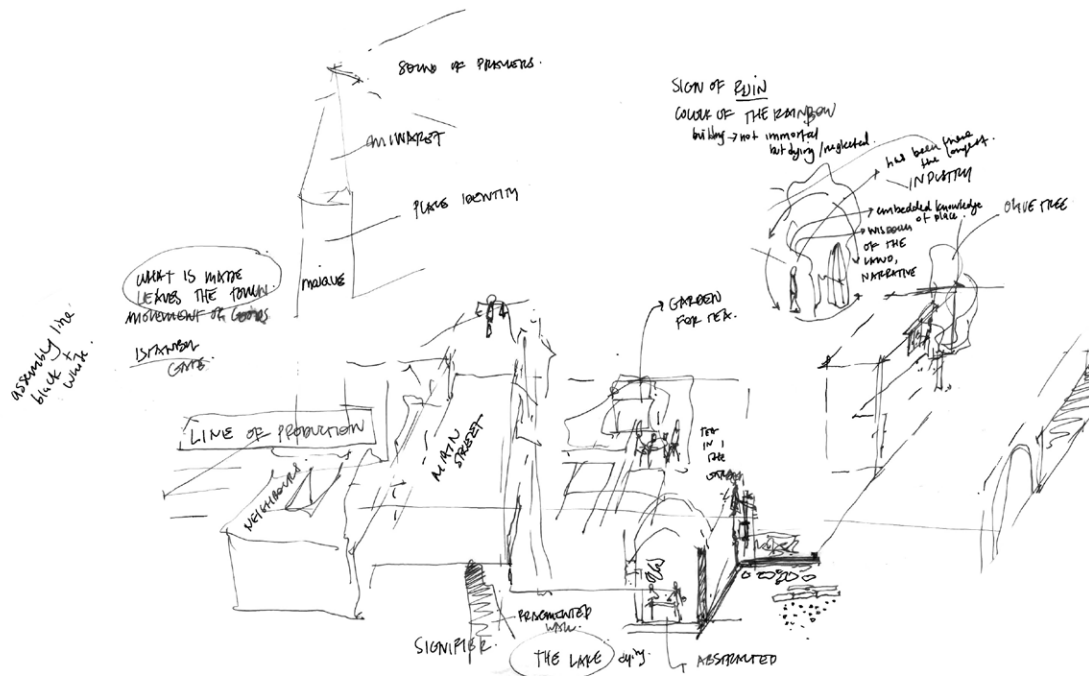 SOUND OF PRAYERS.
MINARET
PLACE IDENTITY
MOSQUE
WHAT IS MADE
LEAVES THE TOWN.
MOVEMENT OF GOODS
ISTANBUL
GATE.
assembly line
black +
white.
LINE OF PRODUCTION
NEIGHBOURS
MAIN
STREET
GARDEN
FOR TEA.
TEA
IN
THE
SIGN OF RUIN
COLOUR OF THE RAINBOW
building → not immortal
but dying/neglected.
has been there
the longest.
INDUSTRY
embedded knowledge
of place.
WISDOM
OF THE
LAND,
NARRATIVE
OLIVE TREE
FRAGMENTED
WALL.
SIGNIFIER.
THE LAKE dying.
ABSTRACTED